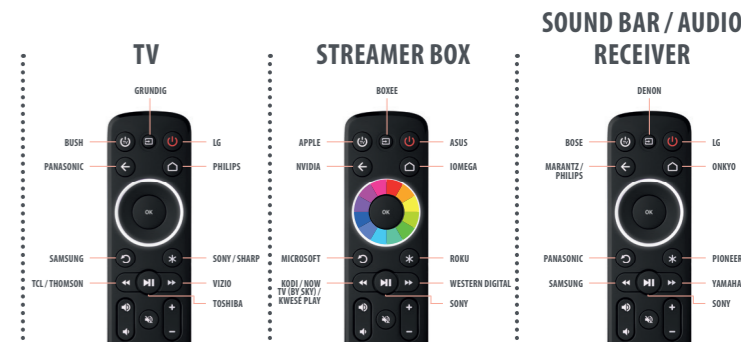 TV
GRUNDIG
BUSH
LG
PANASONIC
PHILIPS
OK
SAMSUNG
SONY / SHARP
TCL / THOMSON
VIZIO
TOSHIBA
STREAMER BOX
BOXEE
APPLE
ASUS
NVIDIA
IOMEGA
OK
MICROSOFT
ROKU
KODI / NOW
TV (BY SKY) /
KWESÉ PLAY
WESTERN DIGITAL
SONY
SOUND BAR / AUDIO
RECEIVER
DENON
BOSE
LG
MARANTZ /
PHILIPS
ONKYO
OK
PANASONIC
PIONEER
SAMSUNG
YAMAHA
SONY